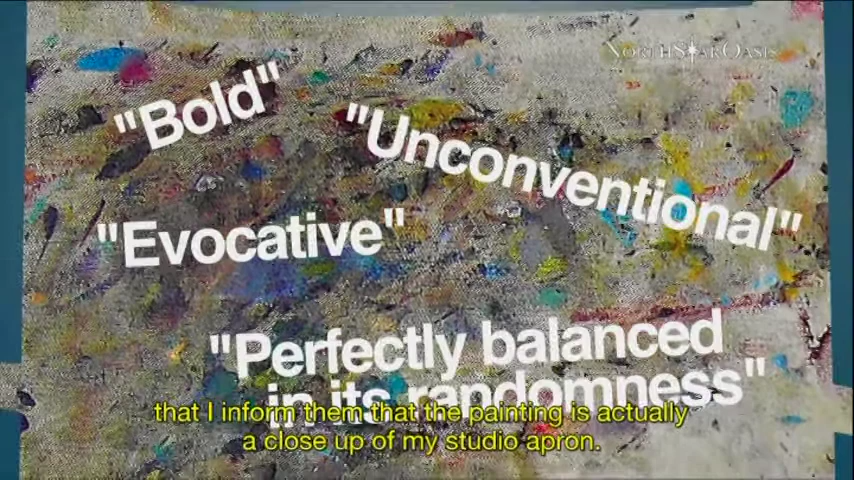 NORTHSTAROASIS
"Bold"
"Unconventional"
"Evocative"
"Perfectly balanced
in its randomness"
that I inform them that the painting is actually
a close up of my studio apron.